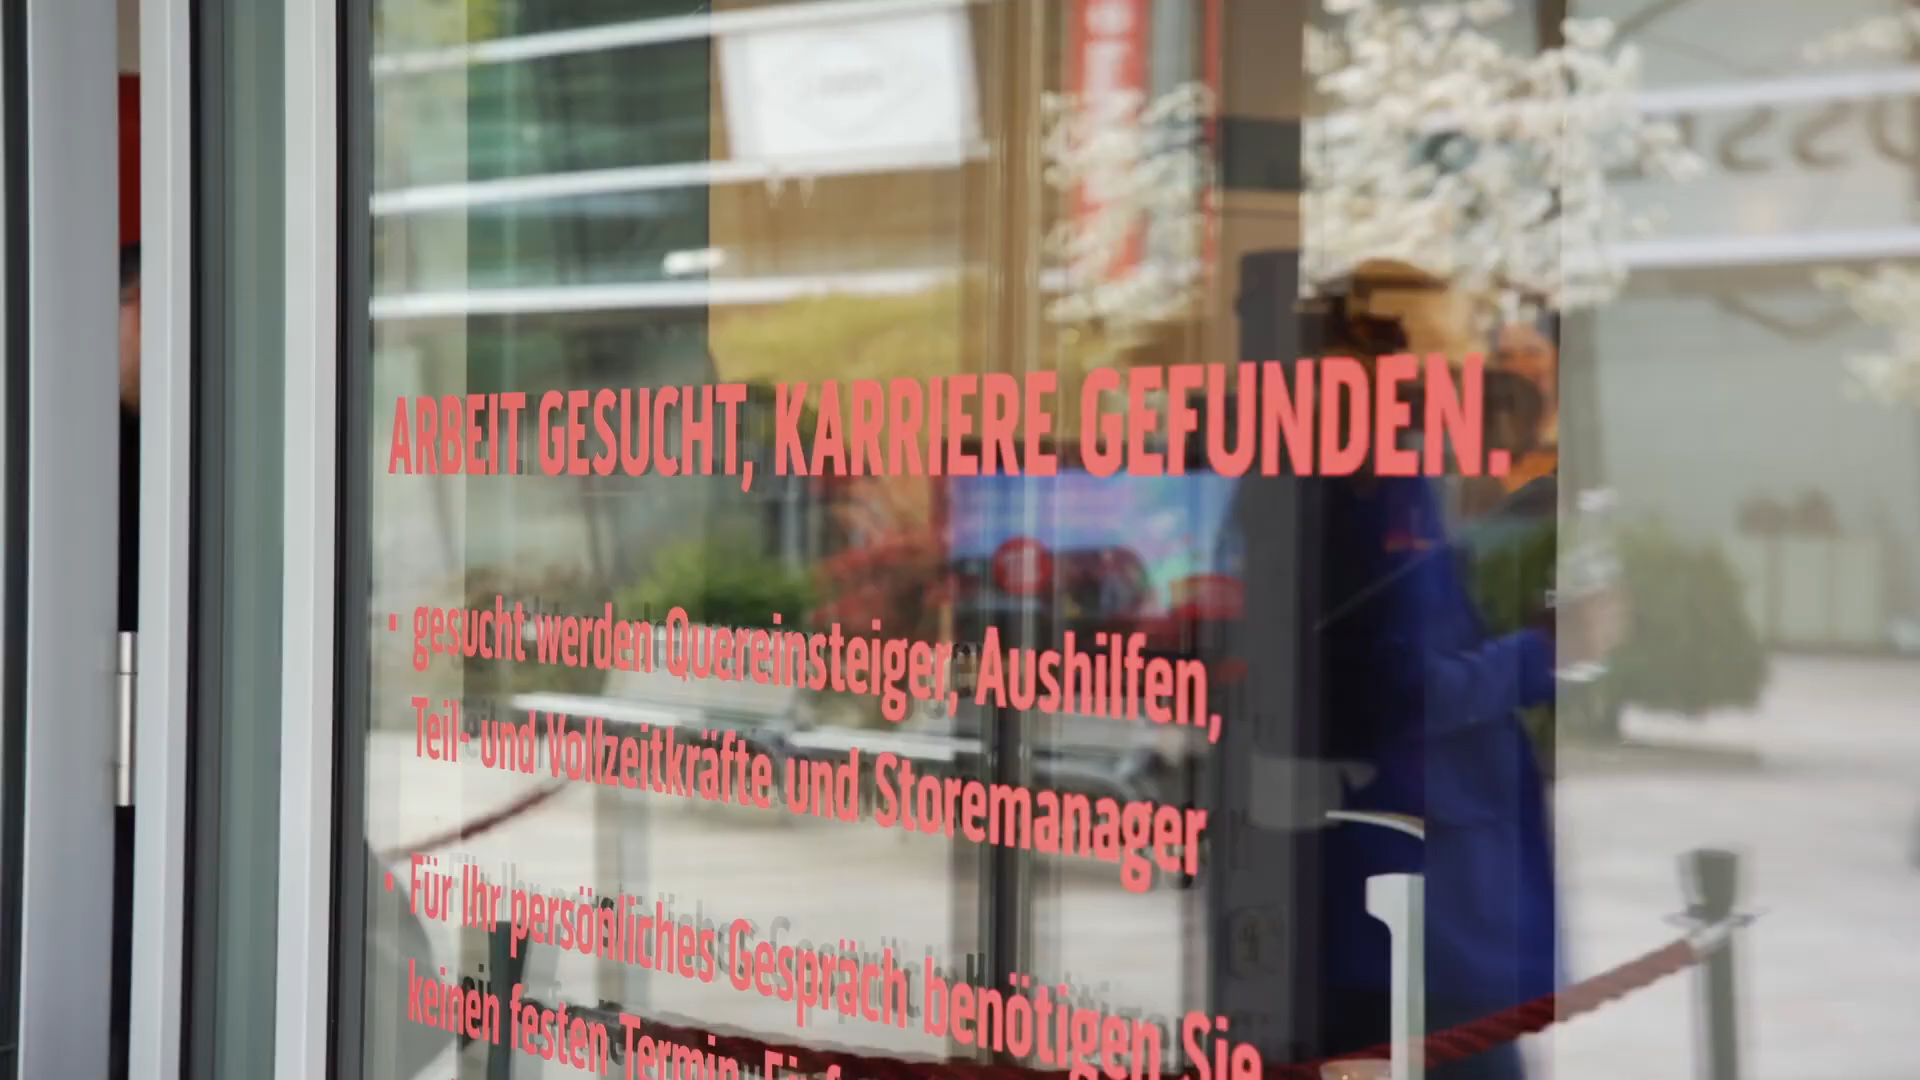 ARBEIT GESUCHT, KARRIERE GEFUNDEN.
· gesucht werden Quereinsteiger, Aushilfen,
Teil- und Vollzeitkräfte und Storemanager
· Für Ihr persönliches Gespräch benötigen Sie
keinen festen Termin.